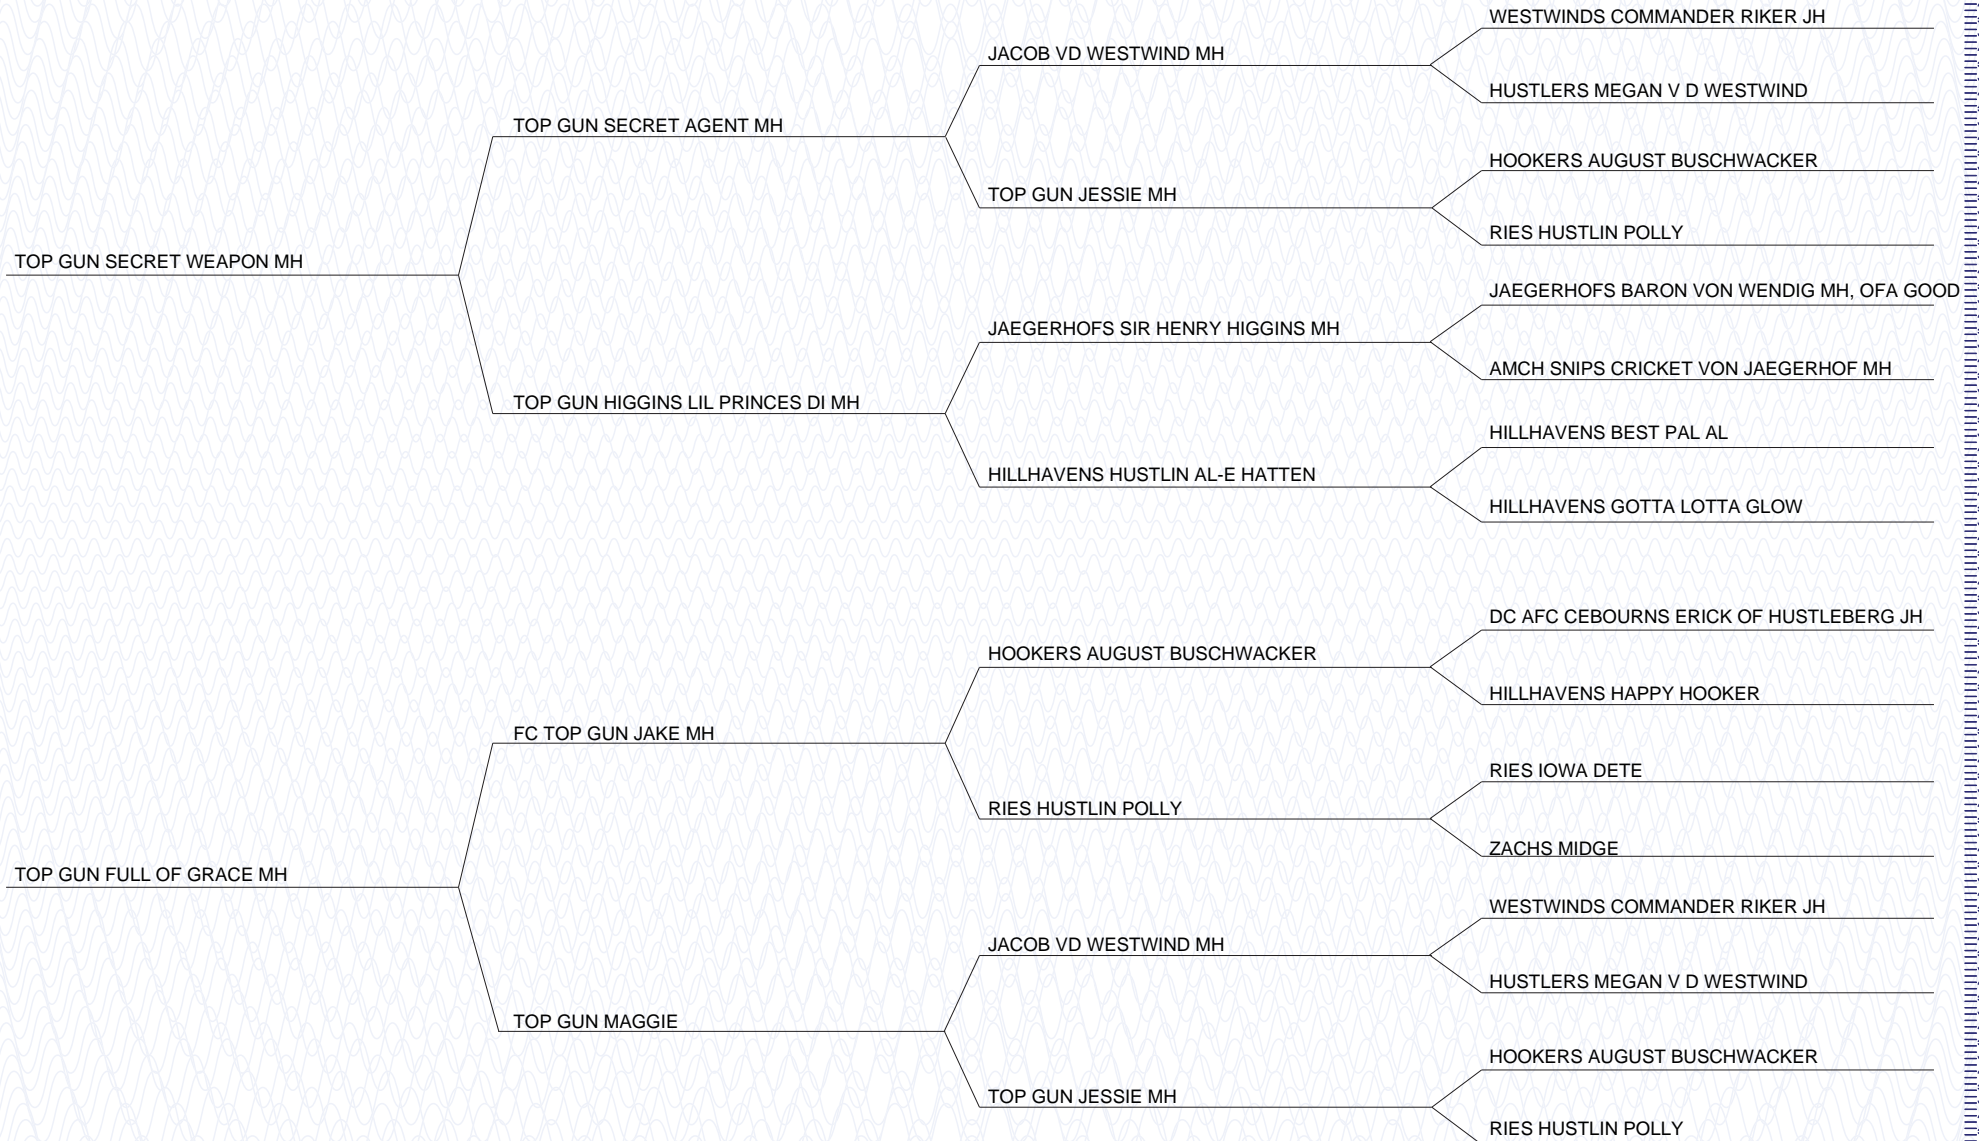 WESTWINDS COMMANDER RIKER JH
JACOB VD WESTWIND MH
HUSTLERS MEGAN V D WESTWIND
TOP GUN SECRET AGENT MH
HOOKERS AUGUST BUSCHWACKER
TOP GUN JESSIE MH
RIES HUSTLIN POLLY
TOP GUN SECRET WEAPON MH
JAEGERHOFS BARON VON WENDIG MH, OFA GOOD
JAEGERHOFS SIR HENRY HIGGINS MH
AMCH SNIPS CRICKET VON JAEGERHOF MH
TOP GUN HIGGINS LIL PRINCES DI MH
HILLHAVENS BEST PAL AL
HILLHAVENS HUSTLIN AL-E HATTEN
HILLHAVENS GOTTA LOTTA GLOW
DC AFC CEBOURNS ERICK OF HUSTLEBERG JH
HOOKERS AUGUST BUSCHWACKER
HILLHAVENS HAPPY HOOKER
FC TOP GUN JAKE MH
RIES IOWA DETE
RIES HUSTLIN POLLY
ZACHS MIDGE
TOP GUN FULL OF GRACE MH
WESTWINDS COMMANDER RIKER JH
JACOB VD WESTWIND MH
HUSTLERS MEGAN V D WESTWIND
TOP GUN MAGGIE
HOOKERS AUGUST BUSCHWACKER
TOP GUN JESSIE MH
RIES HUSTLIN POLLY